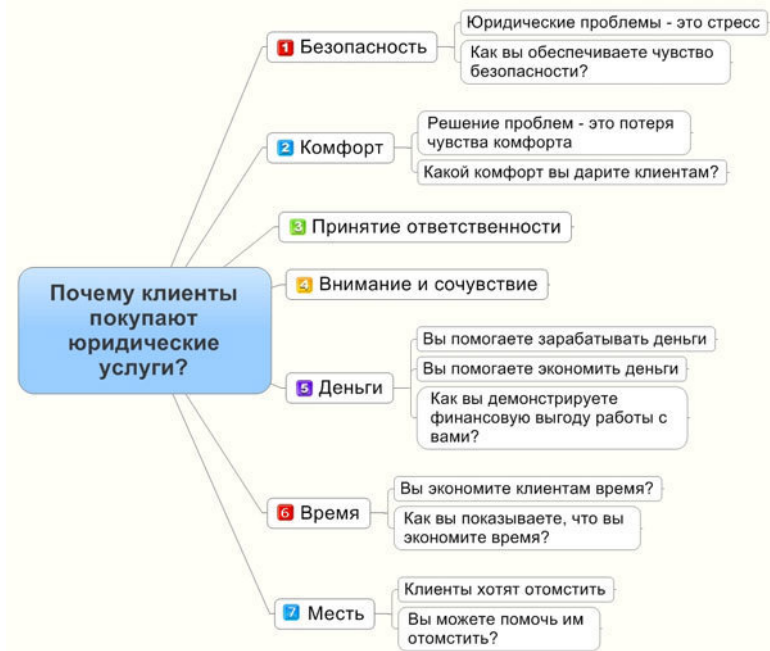 Почему клиенты
покупают
юридические
услуги?
1 Безопасность
Юридические проблемы - это стресс
Как вы обеспечиваете чувство
безопасности?
2 Комфорт
Решение проблем - это потеря
чувства комфорта
Какой комфорт вы дарите клиентам?
3 Принятие ответственности
4 Внимание и сочувствие
5 Деньги
Вы помогаете зарабатывать деньги
Вы помогаете экономить деньги
Как вы демонстрируете
финансовую выгоду работы с
вами?
6 Время
Вы экономите клиентам время?
Как вы показываете, что вы
экономите время?
7 Месть
Клиенты хотят отомстить
Вы можете помочь им
отомстить?